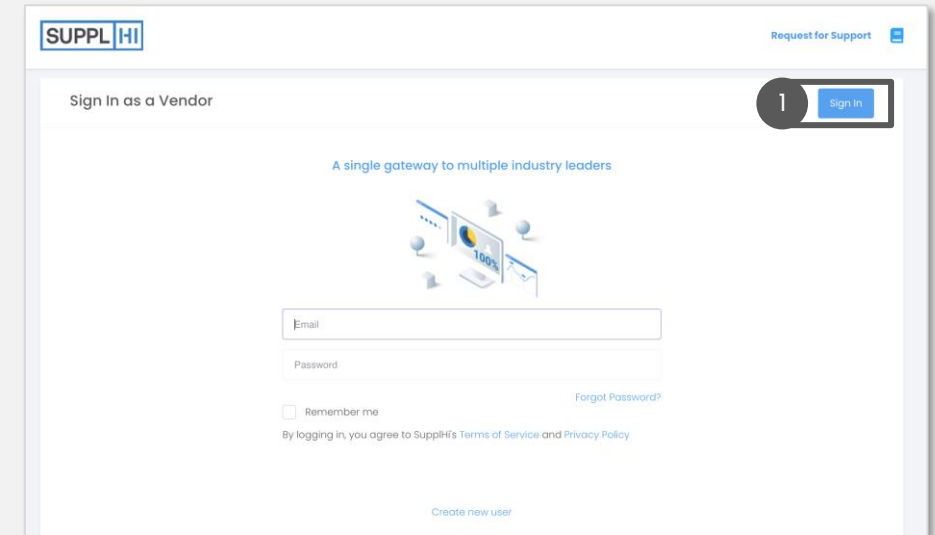 SUPPLHI
Request for Support
Sign In as a Vendor
1
Sign In
A single gateway to multiple industry leaders
100%
Email
Password
Forgot Password?
Remember me
By logging in, you agree to SupplHi's Terms of Service and Privacy Policy
Create new user